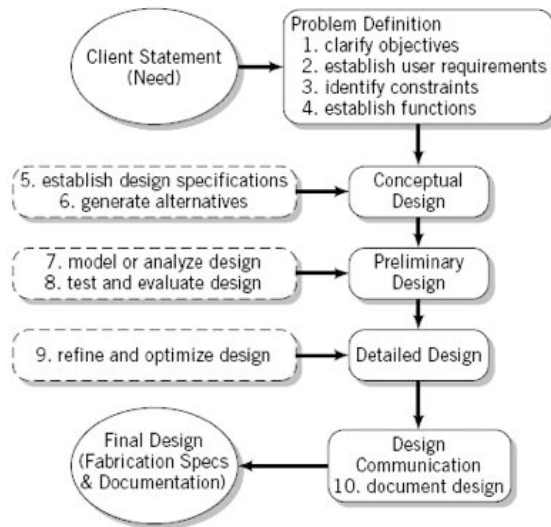 Client Statement
(Need)
Problem Definition
1. clarify objectives
2. establish user requirements
3. identify constraints
4. establish functions
5. establish design specifications
6. generate alternatives
Conceptual
Design
7. model or analyze design
8. test and evaluate design
Preliminary
Design
9. refine and optimize design
Detailed Design
Final Design
(Fabrication Specs
& Documentation)
Design
Communication
10. document design